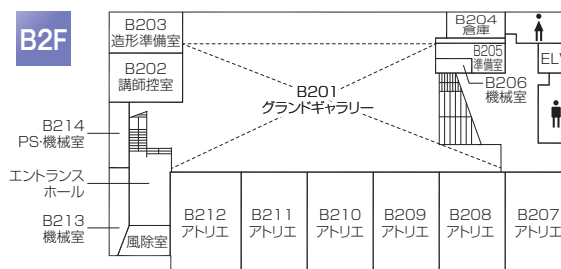 B2F
B203
造形準備室
B202
講師控室
B201
グランドギャラリー
B204
倉庫
B205
準備室
B206
機械室
ELV
B214
PS・機械室
エントランス
ホール
B213
機械室
風除室
B212
アトリエ
B211
アトリエ
B210
アトリエ
B209
アトリエ
B208
アトリエ
B207
アトリエ